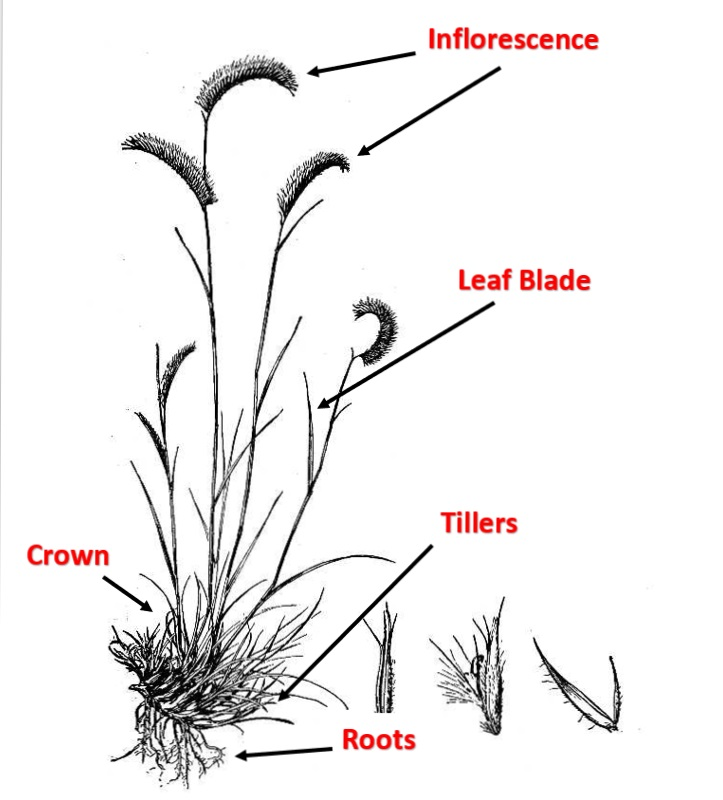 Inflorescence
Leaf Blade
Tillers
Crown
Roots